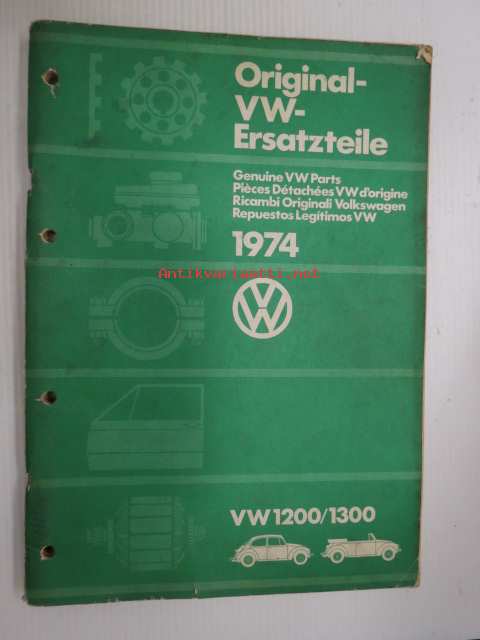 Original-
VW-
Ersatzteile
Genuine VW Parts
Pièces Détachées VW d'origine
Ricambi Originali Volkswagen
Repuestos Legítimos VW
1974
Antikvariaatti.net
VW
VW 1200/1300